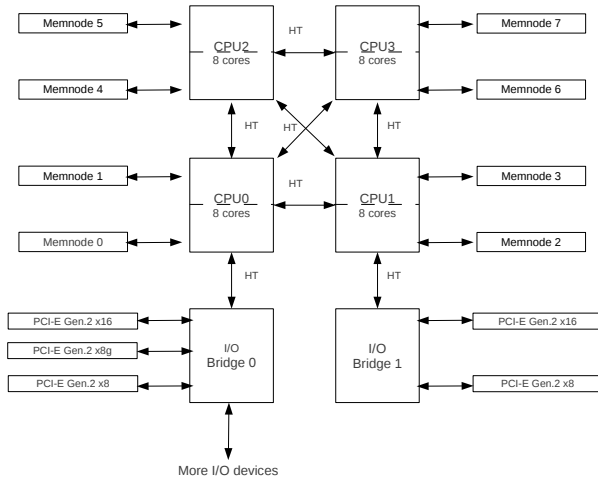 Memnode 5
HT
Memnode 7
CPU2
8 cores
CPU3
8 cores
Memnode 4
Memnode 6
HT
HT
HT
Memnode 1
Memnode 3
CPU0
8 cores
HT
CPU1
8 cores
Memnode 0
Memnode 2
HT
HT
PCI-E Gen.2 x16
PCI-E Gen.2 x8g
PCI-E Gen.2 x8
I/O
Bridge 0
I/O
Bridge 1
PCI-E Gen.2 x16
PCI-E Gen.2 x8
More I/O devices